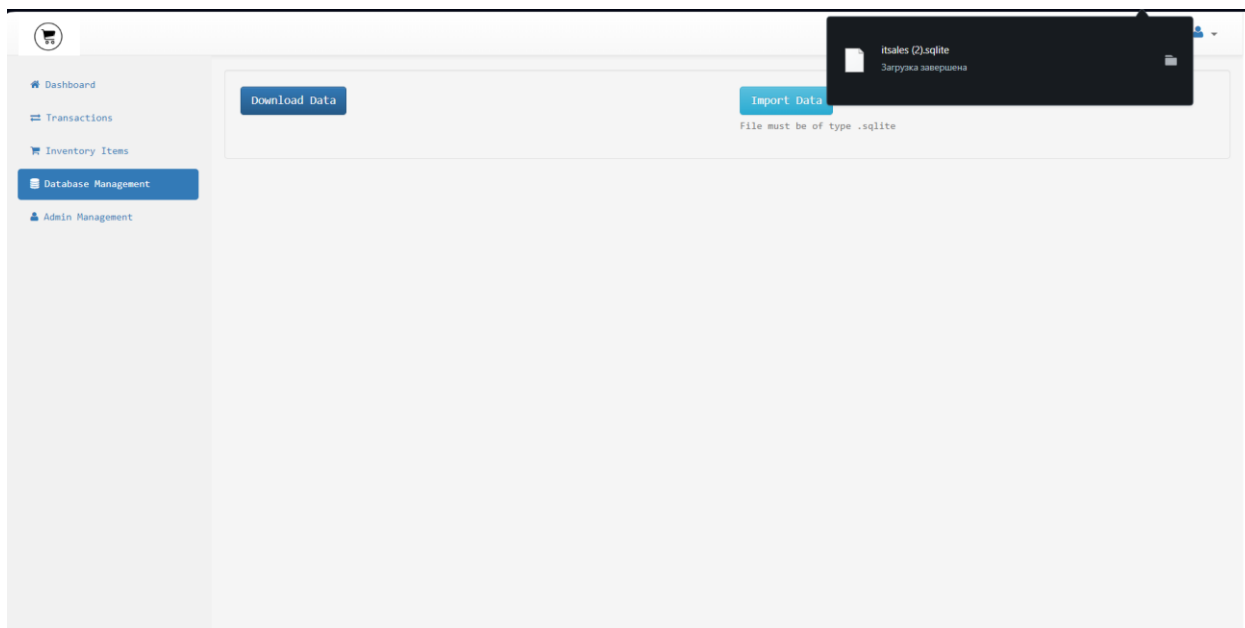 itsales (2).sqlite
Загрузка завершена
Dashboard
Transactions
Inventory Items
Database Management
Admin Management
Download Data
Import Data
File must be of type .sqlite